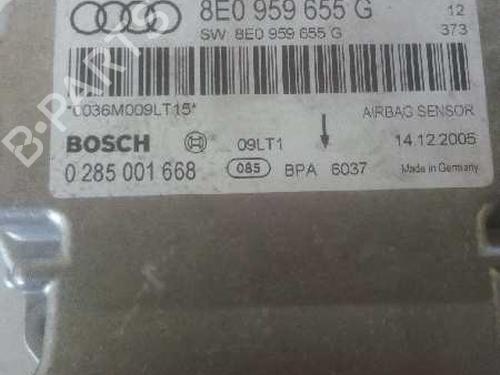 8E0 959 655 G 12
SW 8E0 959 655 G 373
*0036M009LT15* AIRBAG SENSOR
BOSCH 09LT1 14.12.2005
0 285 001 668 085 BPA 6037 Made in Germany
B-PARTS